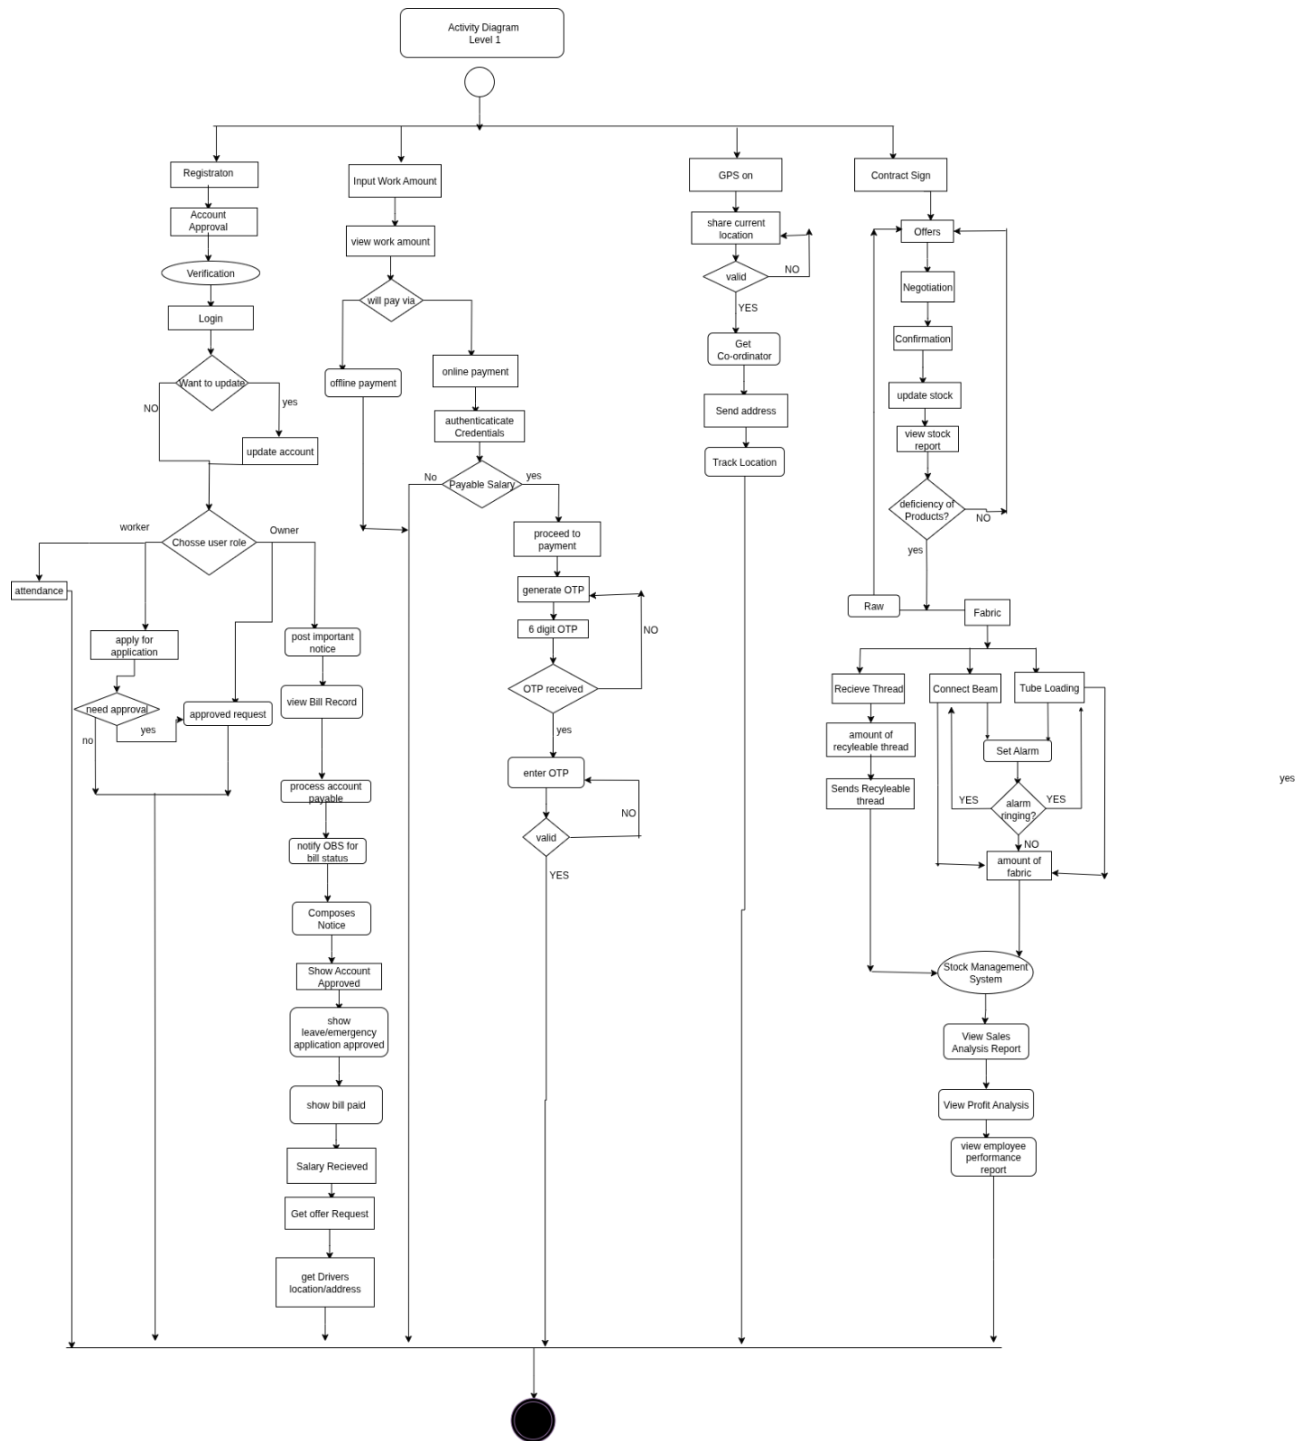 Activity Diagram
Level 1
Registraton
Account
Approval
Verification
Login
Want to update
NO
yes
update account
Chosse user role
worker
Owner
attendance
apply for
application
need approval
no
yes
approved request
post important
notice
view Bill Record
process account
payable
notify OBS for
bill status
Composes
Notice
Show Account
Approved
show
leave/emergency
application approved
show bill paid
Salary Recieved
Get offer Request
get Drivers
location/address
Input Work Amount
view work amount
will pay via
offline payment
online payment
authenticaticate
Credentials
Payable Salary
No
yes
proceed to
payment
generate OTP
6 digit OTP
NO
OTP received
yes
enter OTP
NO
valid
YES
GPS on
share current
location
valid
NO
YES
Get
Co-ordinator
Send address
Track Location
Contract Sign
Offers
Negotiation
Confirmation
update stock
view stock
report
deficiency of
Products?
NO
yes
Raw
Fabric
Recieve Thread
Connect Beam
Tube Loading
amount of
recyleable thread
Sends Recyleable
thread
Set Alarm
YES
YES
alarm
ringing?
NO
amount of
fabric
Stock Management
System
View Sales
Analysis Report
View Profit Analysis
view employee
performance
report
yes